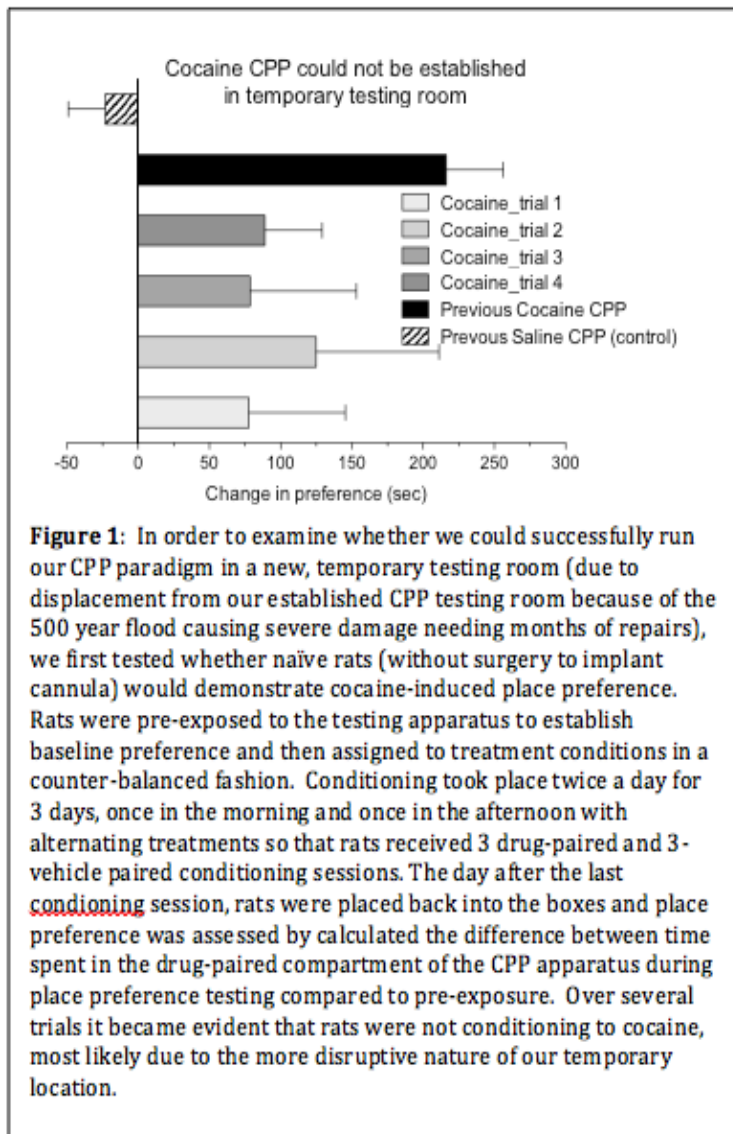 Cocaine CPP could not be established
in temporary testing room
Cocaine_trial 1
Cocaine_trial 2
Cocaine_trial 3
Cocaine_trial 4
Previous Cocaine CPP
Prevous Saline CPP (control)
-50 0 50 100 150 200 250 300
Change in preference (sec)
Figure 1: In order to examine whether we could successfully run
our CPP paradigm in a new, temporary testing room (due to
displacement from our established CPP testing room because of the
500 year flood causing severe damage needing months of repairs),
we first tested whether naïve rats (without surgery to implant
cannula) would demonstrate cocaine-induced place preference.
Rats were pre-exposed to the testing apparatus to establish
baseline preference and then assigned to treatment conditions in a
counter-balanced fashion. Conditioning took place twice a day for
3 days, once in the morning and once in the afternoon with
alternating treatments so that rats received 3 drug-paired and 3-
vehicle paired conditioning sessions. The day after the last
condioning session, rats were placed back into the boxes and place
preference was assessed by calculated the difference between time
spent in the drug-paired compartment of the CPP apparatus during
place preference testing compared to pre-exposure. Over several
trials it became evident that rats were not conditioning to cocaine,
most likely due to the more disruptive nature of our temporary
location.